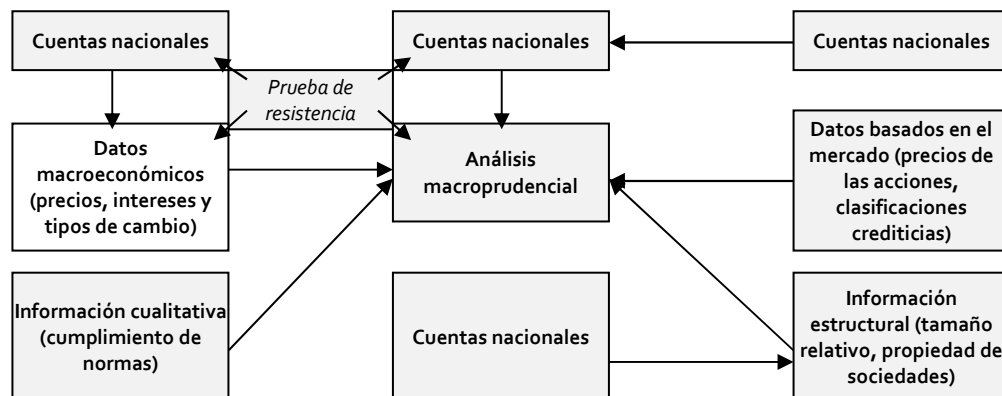 Cuentas nacionales
Cuentas nacionales
Cuentas nacionales
Prueba de
resistencia
Datos
macroeconómicos
(precios, intereses y
tipos de cambio)
Análisis
macroprudencial
Datos basados en el
mercado (precios de
las acciones,
clasificaciones
crediticias)
Información cualitativa
(cumplimiento de
normas)
Cuentas nacionales
Información
estructural (tamaño
relativo, propiedad de
sociedades)